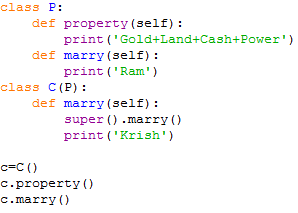 class P:
    def property(self):
        print('Gold+Land+Cash+Power')
    def marry(self):
        print('Ram')
class C(P):
    def marry(self):
        super().marry()
        print('Krish')

c=C()
c.property()
c.marry()